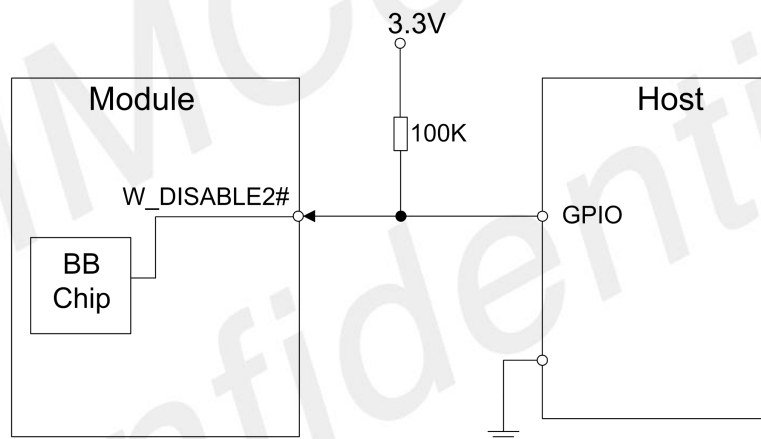 3.3V
Module
Host
100K
W_DISABLE2#
GPIO
BB
Chip